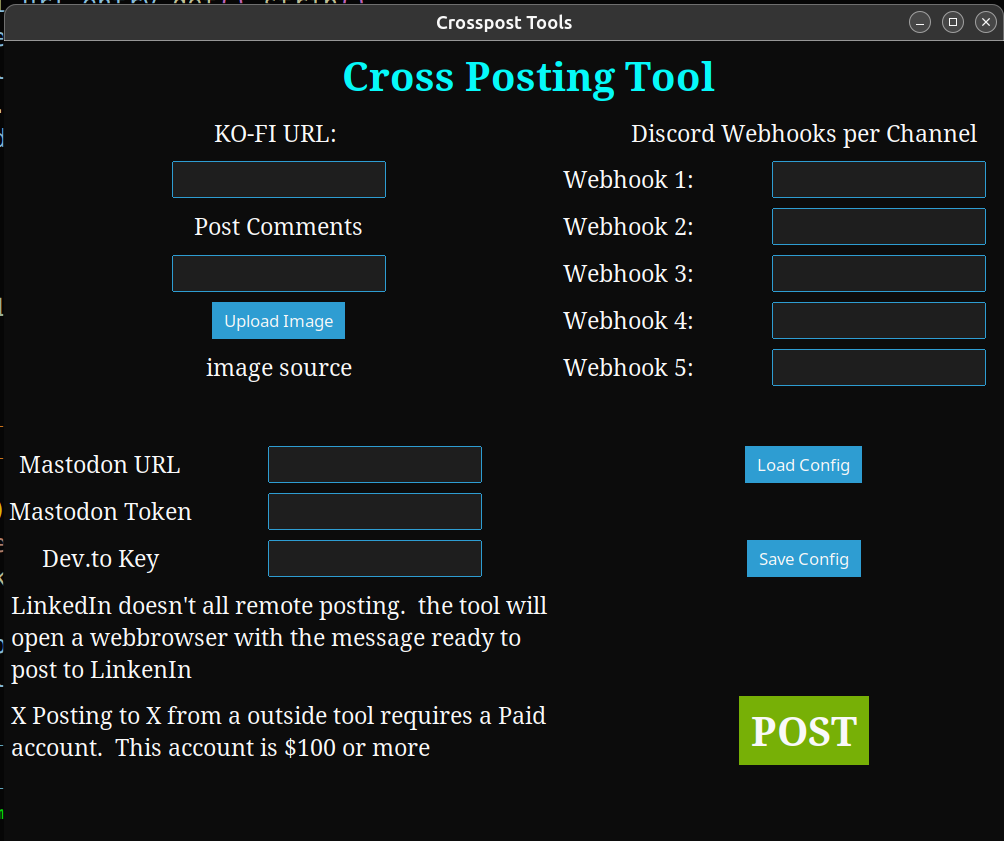 Crosspost Tools
Cross Posting Tool
KO-FI URL:
Discord Webhooks per Channel
Webhook 1:
Post Comments
Webhook 2:
Webhook 3:
Upload Image
Webhook 4:
image source
Webhook 5:
Mastodon URL
Load Config
Mastodon Token
Dev.to Key
Save Config
LinkedIn doesn't all remote posting.  the tool will
open a webbrowser with the message ready to
post to LinkenIn
X Posting to X from a outside tool requires a Paid
account.  This account is $100 or more
POST